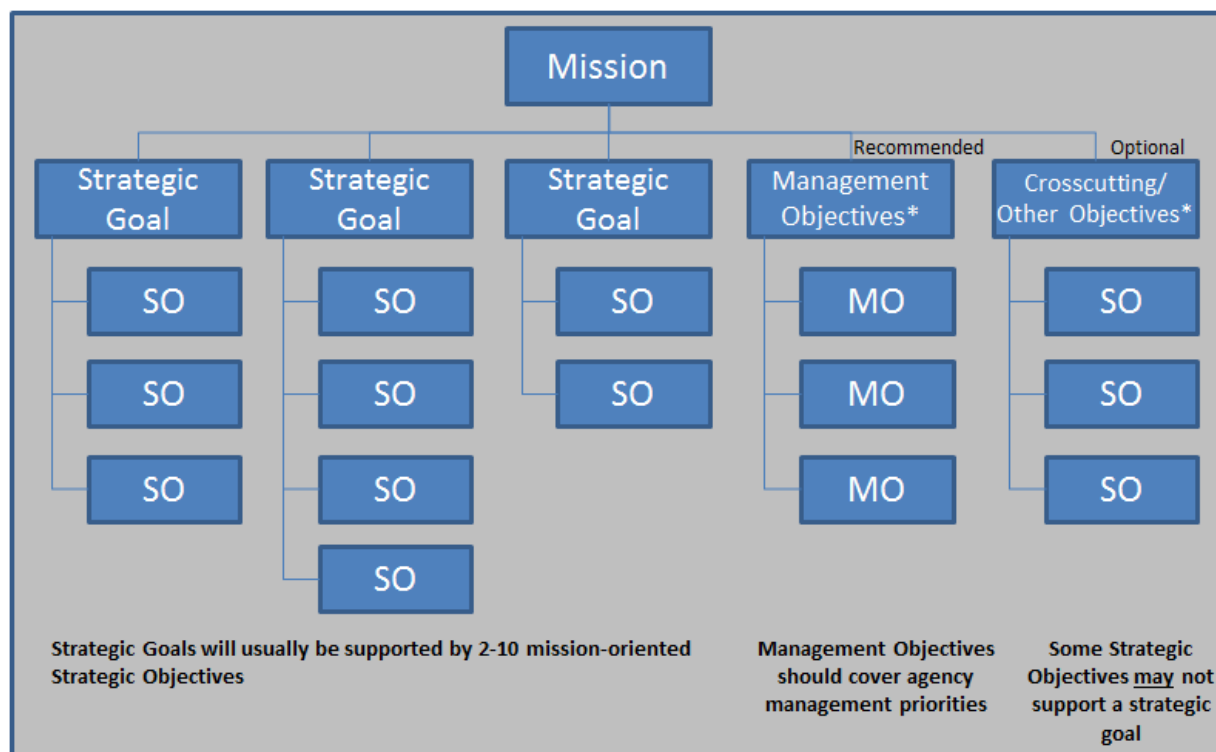 Mission
Recommended
Optional
Strategic
Goal
Strategic
Goal
Strategic
Goal
Management
Objectives*
Crosscutting/
Other Objectives*
SO
SO
SO
MO
SO
SO
SO
SO
MO
SO
SO
SO
MO
SO
SO
Strategic Goals will usually be supported by 2-10 mission-oriented
Strategic Objectives
Management Objectives
should cover agency
management priorities
Some Strategic
Objectives may not
support a strategic
goal